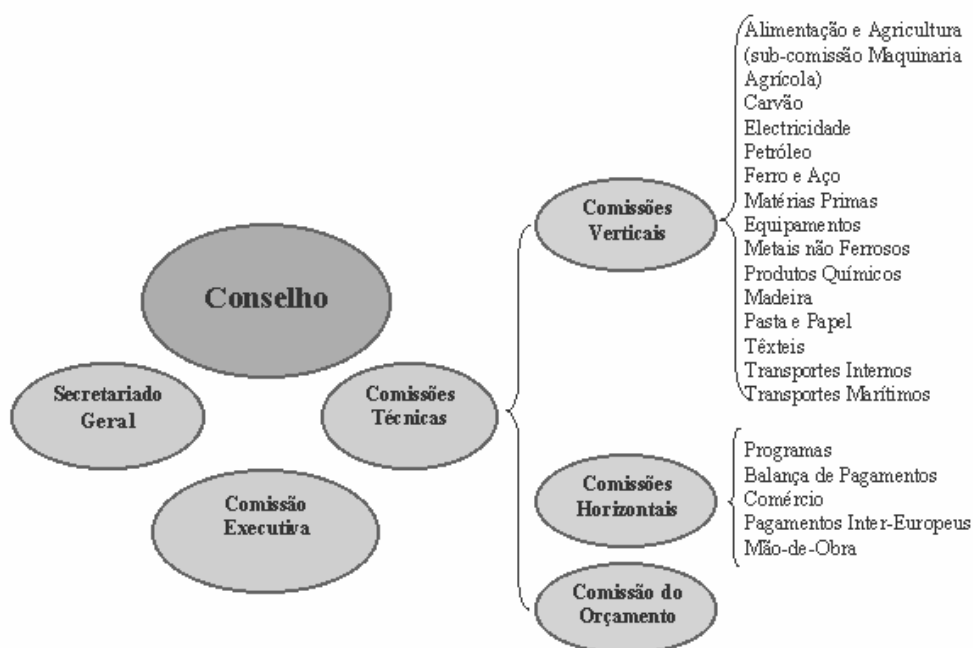 Conselho
Secretariado
Geral
Comissões
Técnicas
Comissão
Executiva
Comissões
Verticais
Alimentação e Agricultura
(sub-comissão Maquinaria
Agrícola)
Carvão
Electricidade
Petróleo
Ferro e Aço
Matérias Primas
Equipamentos
Metais não Ferrosos
Produtos Químicos
Madeira
Pasta e Papel
Têxteis
Transportes Internos
Transportes Marítimos
Comissões
Horizontais
Programas
Balança de Pagamentos
Comércio
Pagamentos Inter-Europeus
Mão-de-Obra
Comissão do
Orçamento